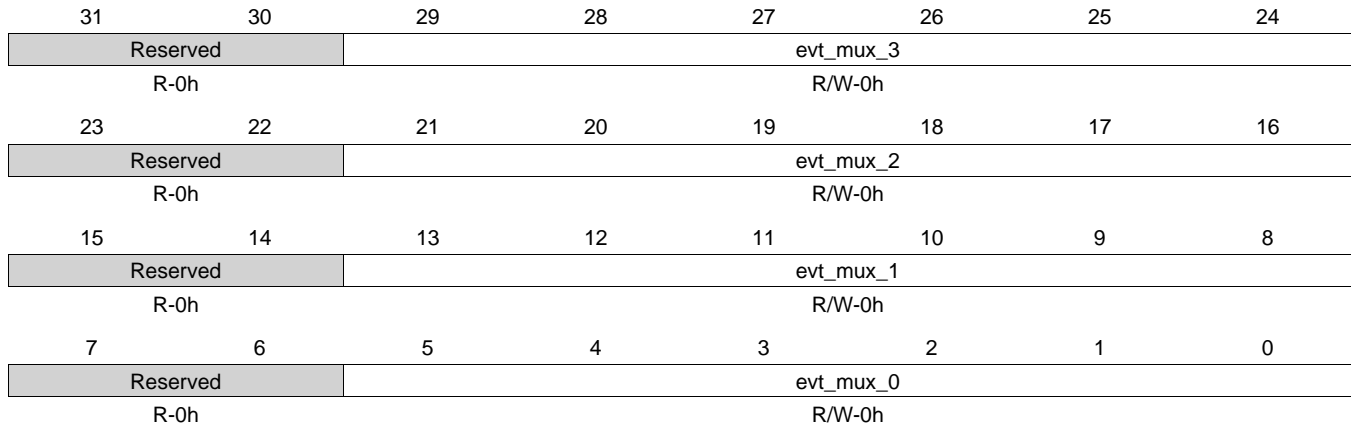 31 30 29 28 27 26 25 24
Reserved evt_mux_3
R-0h R/W-0h
23 22 21 20 19 18 17 16
Reserved evt_mux_2
R-0h R/W-0h
15 14 13 12 11 10 9 8
Reserved evt_mux_1
R-0h R/W-0h
7 6 5 4 3 2 1 0
Reserved evt_mux_0
R-0h R/W-0h